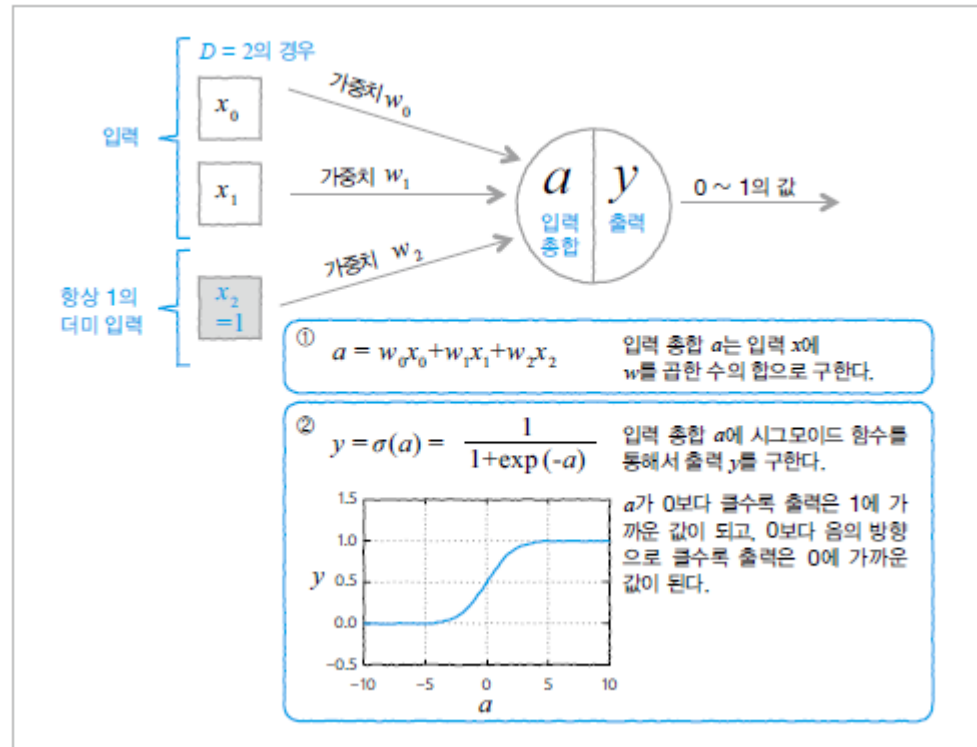 D = 2의 경우
입력
x₀
가중치 w₀
x₁
가중치 w₁
a
입력
총합
y
출력
0 ~ 1의 값
항상 1의
더미 입력
x₂
=1
가중치 w₂
① a = w₀x₀+w₁x₁+w₂x₂
입력 총합 a는 입력 x에
w를 곱한 수의 합으로 구한다.
② y = σ(a) = 1 / 1+exp (-a)
입력 총합 a에 시그모이드 함수를
통해서 출력 y를 구한다.
a가 0보다 클수록 출력은 1에 가
까운 값이 되고, 0보다 음의 방향
으로 클수록 출력은 0에 가까운
값이 된다.
1.5
1.0
y
0.5
0.0
−0.5
−10 −5 0 5 10
a